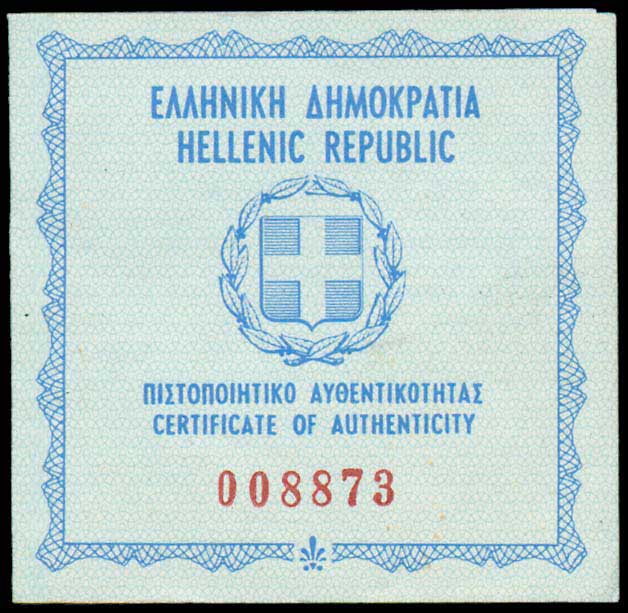 ΕΛΛΗΝΙΚΗ ΔΗΜΟΚΡΑΤΙΑ
HELLENIC REPUBLIC
ΠΙΣΤΟΠΟΙΗΤΙΚΟ ΑΥΘΕΝΤΙΚΟΤΗΤΑΣ
CERTIFICATE OF AUTHENTICITY
008873